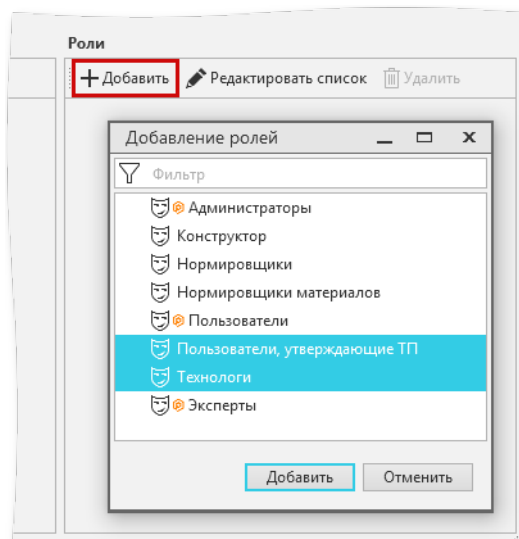 Роли
Добавить Редактировать список Удалить
Добавление ролей
Фильтр
Администраторы
Конструктор
Нормировщики
Нормировщики материалов
Пользователи
Пользователи, утверждающие ТП
Технологи
Эксперты
Добавить Отменить